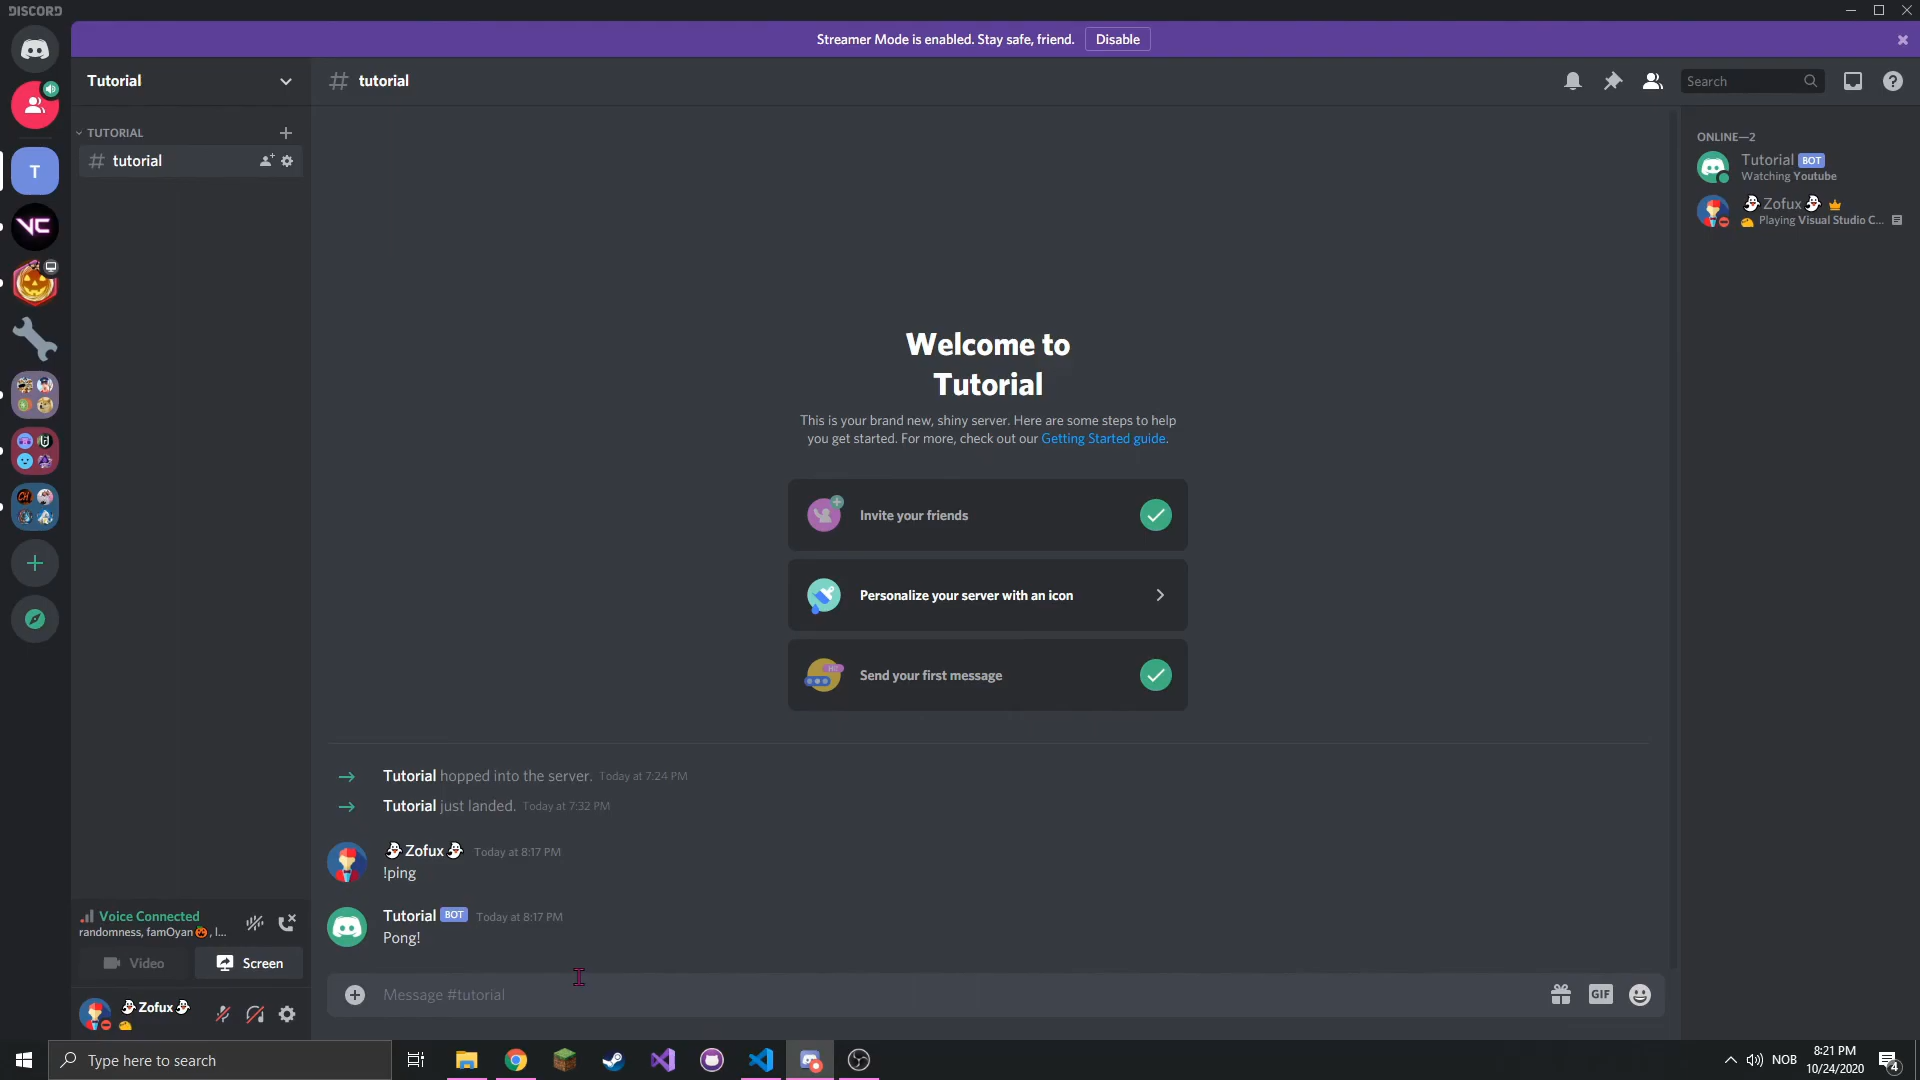 DISCORD
Streamer Mode is enabled. Stay safe, friend. Disable
Tutorial
# tutorial
Search
TUTORIAL
# tutorial
T
VC
ONLINE—2
Tutorial BOT
Watching Youtube
Zofux
Playing Visual Studio C...
Welcome to
Tutorial
This is your brand new, shiny server. Here are some steps to help
you get started. For more, check out our Getting Started guide.
Invite your friends
Personalize your server with an icon
Send your first message
Tutorial hopped into the server. Today at 7:24 PM
Tutorial just landed. Today at 7:32 PM
Zofux Today at 8:17 PM
!ping
Tutorial BOT Today at 8:17 PM
Pong!
Voice Connected
randomness, famOyan , l...
Video
Screen
Zofux
Message #tutorial
GIF
Type here to search
NOB
8:21 PM
10/24/2020
4